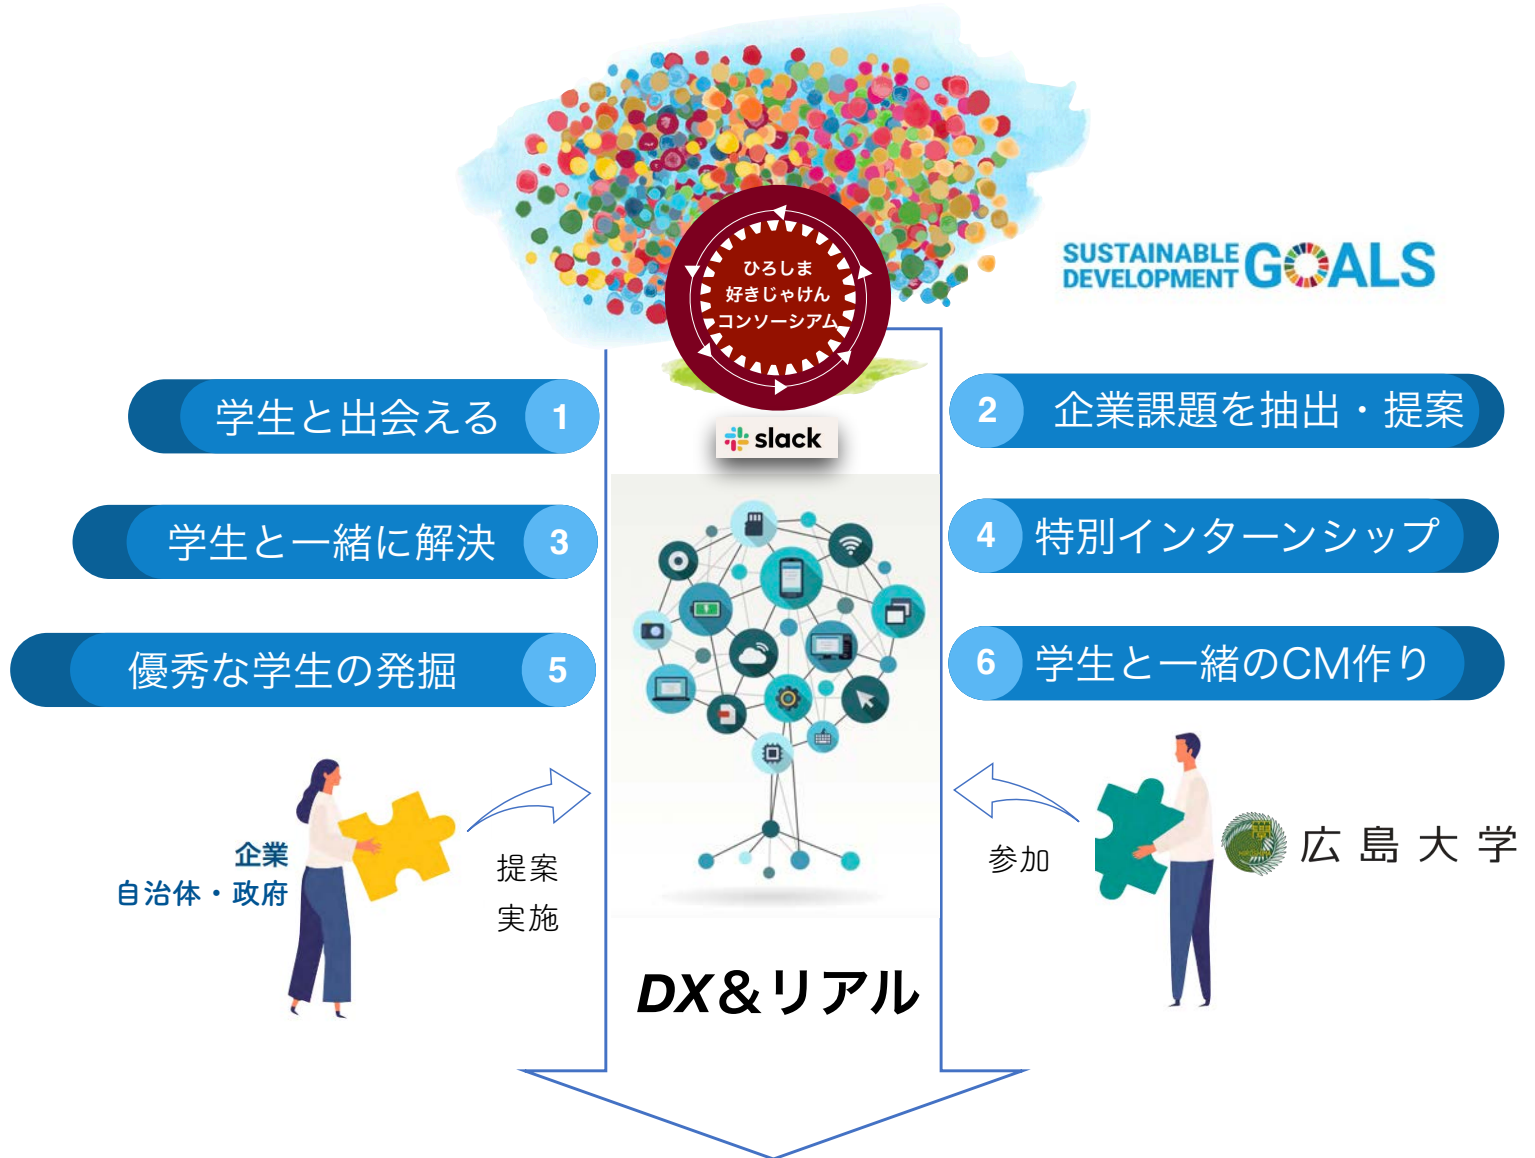 ひろしま
好きじゃけん
コンソーシアム
SUSTAINABLE
DEVELOPMENT
GOALS
slack
学生と出会える 1
2 企業課題を抽出・提案
学生と一緒に解決 3
4 特別インターンシップ
優秀な学生の発掘 5
6 学生と一緒のCM作り
企業
自治体・政府
提案
実施
参加
広島大学
DX&リアル